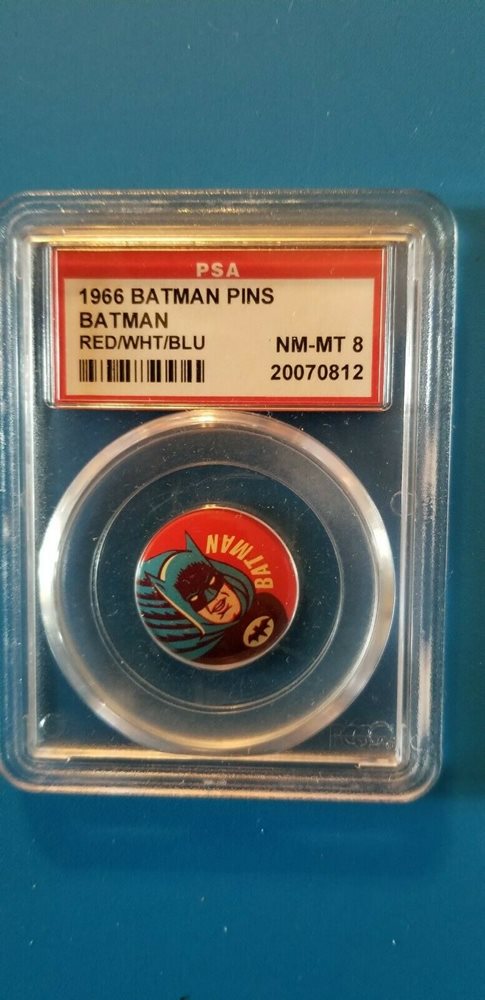 PSA
1966 BATMAN PINS
BATMAN
RED/WHT/BLU NM-MT 8
20070812
BATMAN